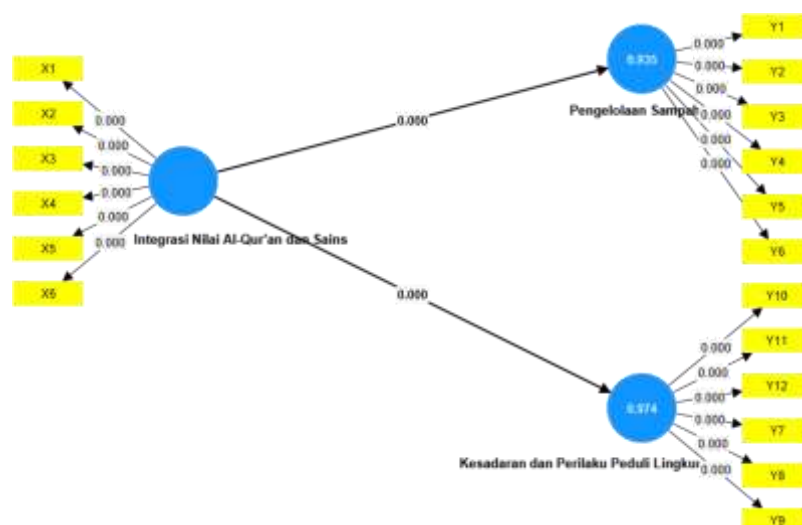 X1
X2
X3
X4
X5
X6
0.000
0.000
0.000
0.000
0.000
0.000
Integrasi Nilai Al-Qur'an dan Sains
0.000
0.000
Pengelolaan Sampah
0.000
0.000
0.000
0.000
0.000
0.000
Y1
Y2
Y3
Y4
Y5
Y6
0.974
Kesadaran dan Perilaku Peduli
0.000
0.000
0.000
0.000
0.000
0.000
Y10
Y11
Y12
Y7
Y8
Y9